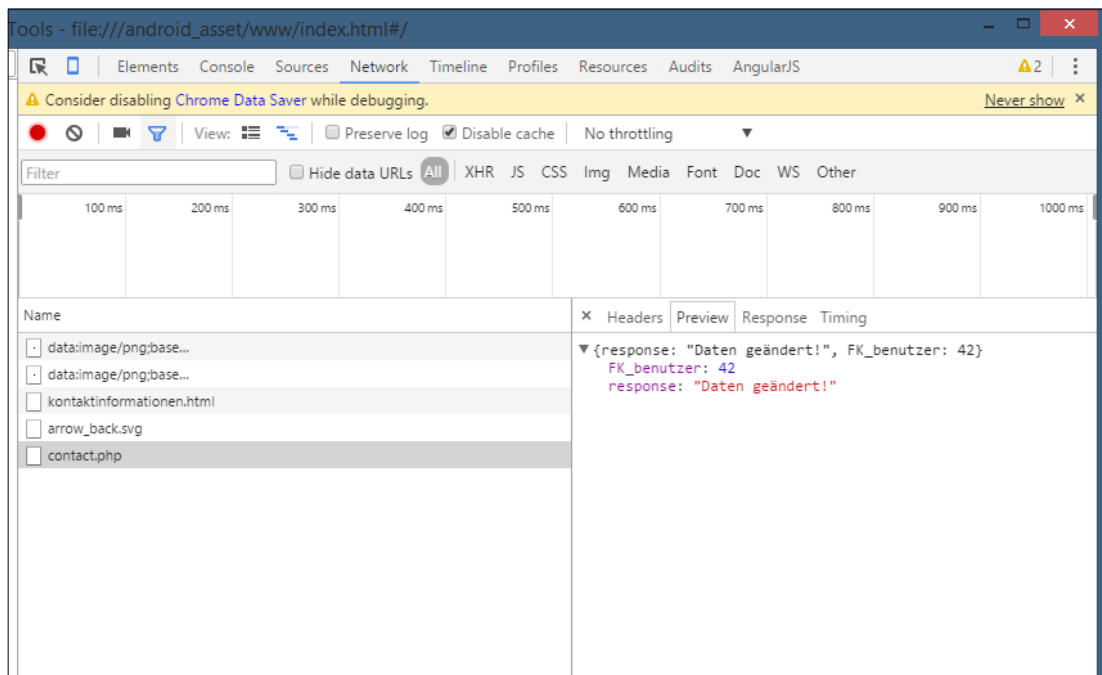 Tools - file:///android_asset/www/index.html#/
Elements Console Sources Network Timeline Profiles Resources Audits AngularJS 2
Consider disabling Chrome Data Saver while debugging. Never show ×
View: Preserve log Disable cache No throttling ▼
Filter Hide data URLs All XHR JS CSS Img Media Font Doc WS Other
100 ms 200 ms 300 ms 400 ms 500 ms 600 ms 700 ms 800 ms 900 ms 1000 ms
Name
data:image/png;base...
data:image/png;base...
kontaktinformationen.html
arrow_back.svg
contact.php
× Headers Preview Response Timing
▼{response: "Daten geändert!", FK_benutzer: 42}
FK_benutzer: 42
response: "Daten geändert!"